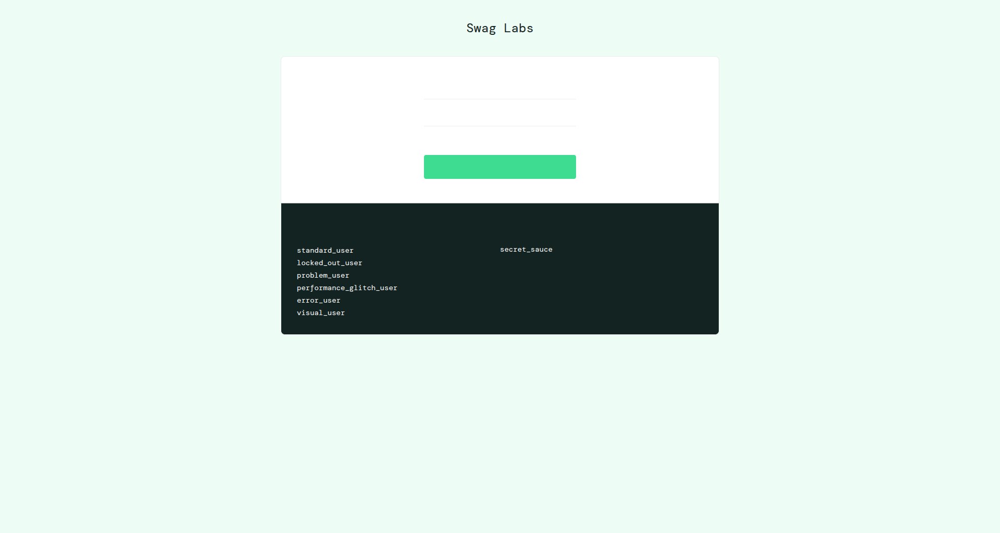 Swag Labs
standard_user
locked_out_user
problem_user
performance_glitch_user
error_user
visual_user
secret_sauce